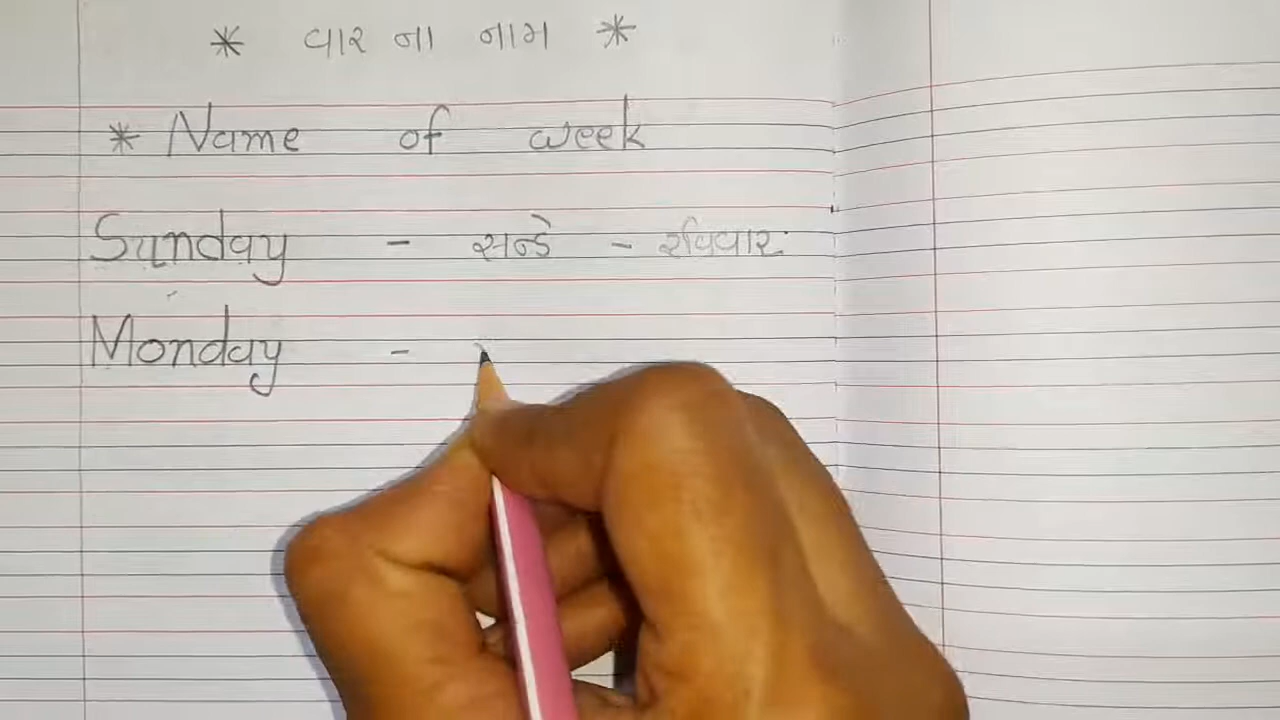 * વાર ના નામ *
* Name of week
Sunday - સન્ડે - રવિવાર
Monday -